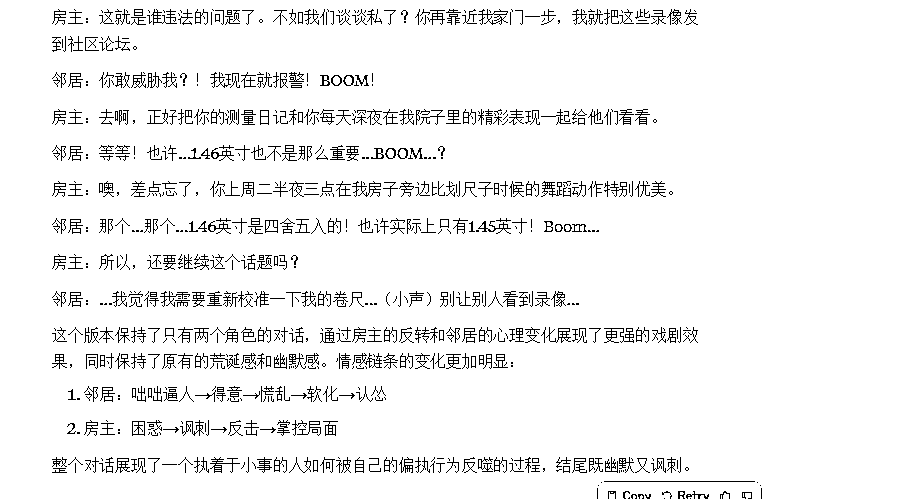 房主：这就是谁违法的问题了。不如我们谈谈私了？你再靠近我家门一步，我就把这些录像发
到社区论坛。
邻居：你敢威胁我？！我现在就报警！BOOM！
房主：去啊，正好把你的测量日记和你每天深夜在我院子里的精彩表现一起给他们看看。
邻居：等等！也许...1.46英寸也不是那么重要...BOOM...？
房主：噢，差点忘了，你上周二半夜三点在我房子旁边比划尺子时候的舞蹈动作特别优美。
邻居：那个...那个...1.46英寸是四舍五入的！也许实际上只有1.45英寸！Boom...
房主：所以，还要继续这个话题吗？
邻居：...我觉得我需要重新校准一下我的卷尺...（小声）别让别人看到录像...
这个版本保持了只有两个角色的对话，通过房主的反转和邻居的心理变化展现了更强的戏剧效
果，同时保持了原有的荒诞感和幽默感。情感链条的变化更加明显：
1. 邻居：咄咄逼人→得意→慌乱→软化→认怂
2. 房主：困惑→讽刺→反击→掌控局面
整个对话展现了一个执着于小事的人如何被自己的偏执行为反噬的过程，结尾既幽默又讽刺。
Copy Retry